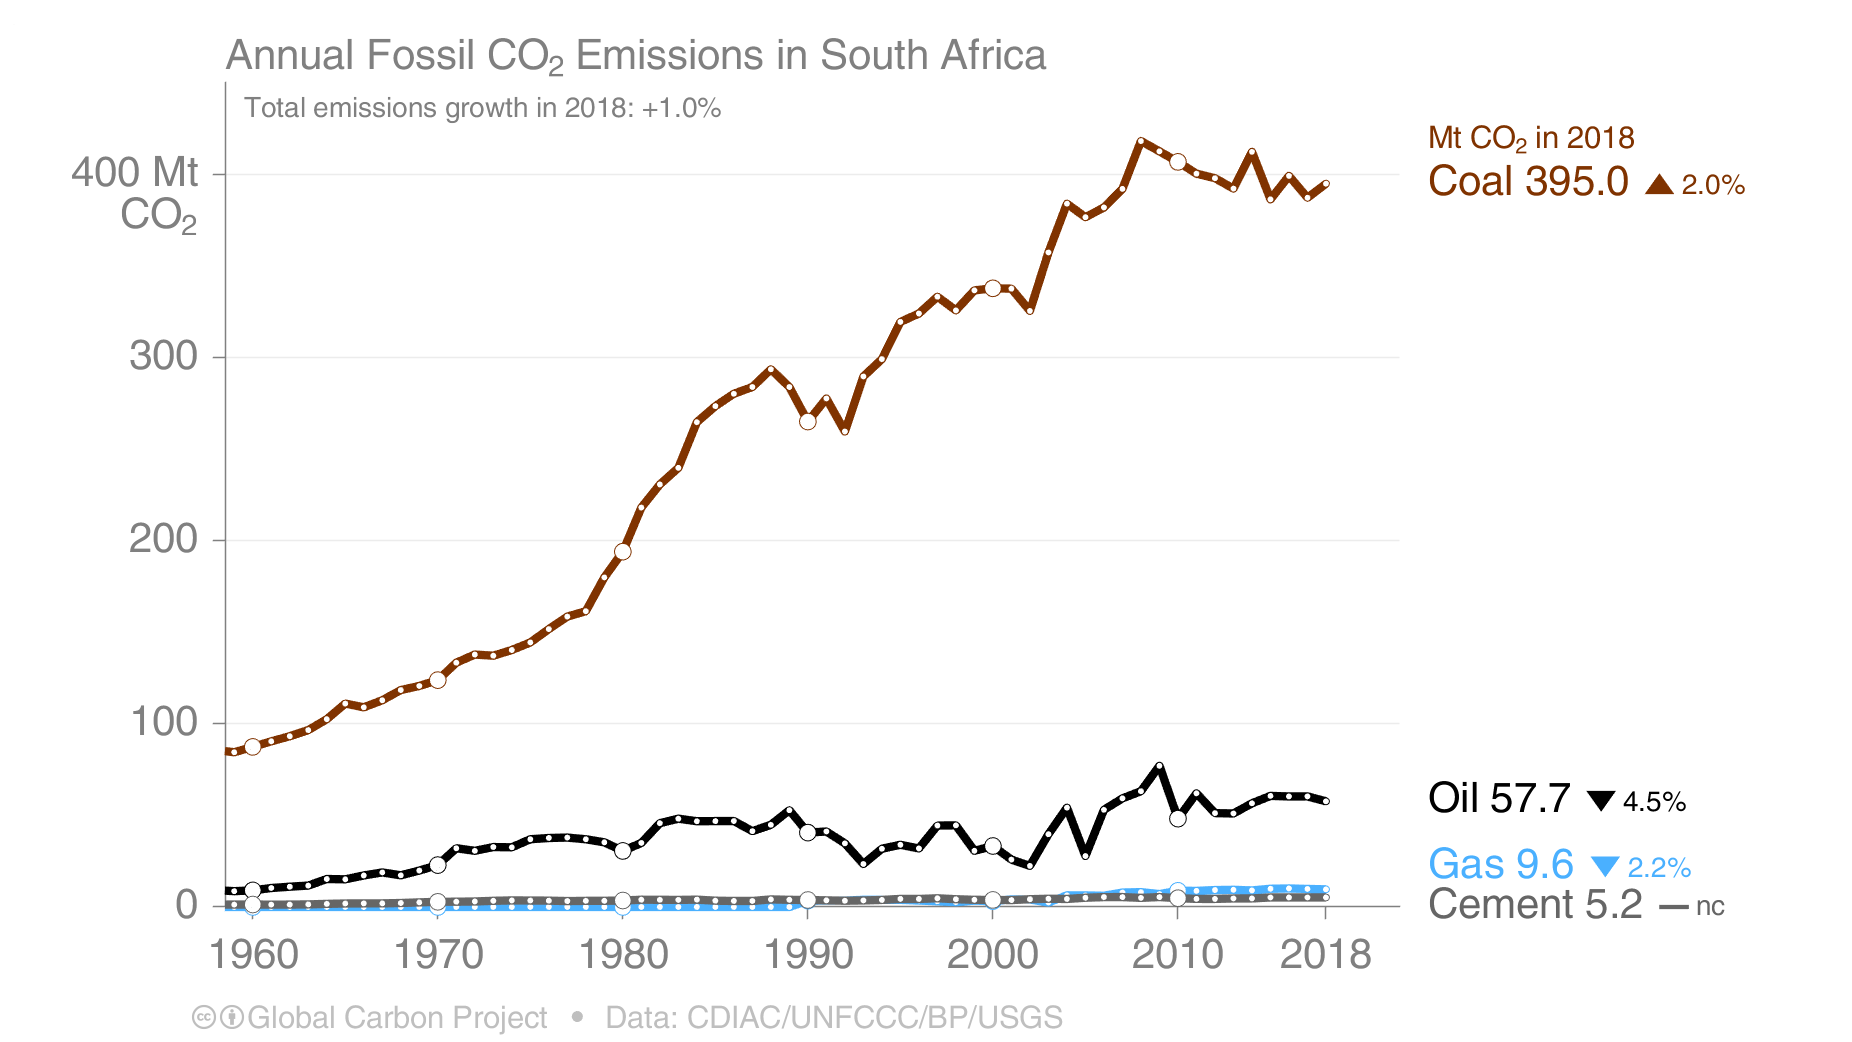 Annual Fossil CO₂ Emissions in South Africa
Total emissions growth in 2018: +1.0%
400 Mt
CO₂
300
200
100
0
1960 1970 1980 1990 2000 2010 2018
Mt CO₂ in 2018
Coal 395.0 ▲ 2.0%
Oil 57.7 ▼ 4.5%
Gas 9.6 ▼ 2.2%
Cement 5.2 — nc
cc Global Carbon Project • Data: CDIAC/UNFCCC/BP/USGS